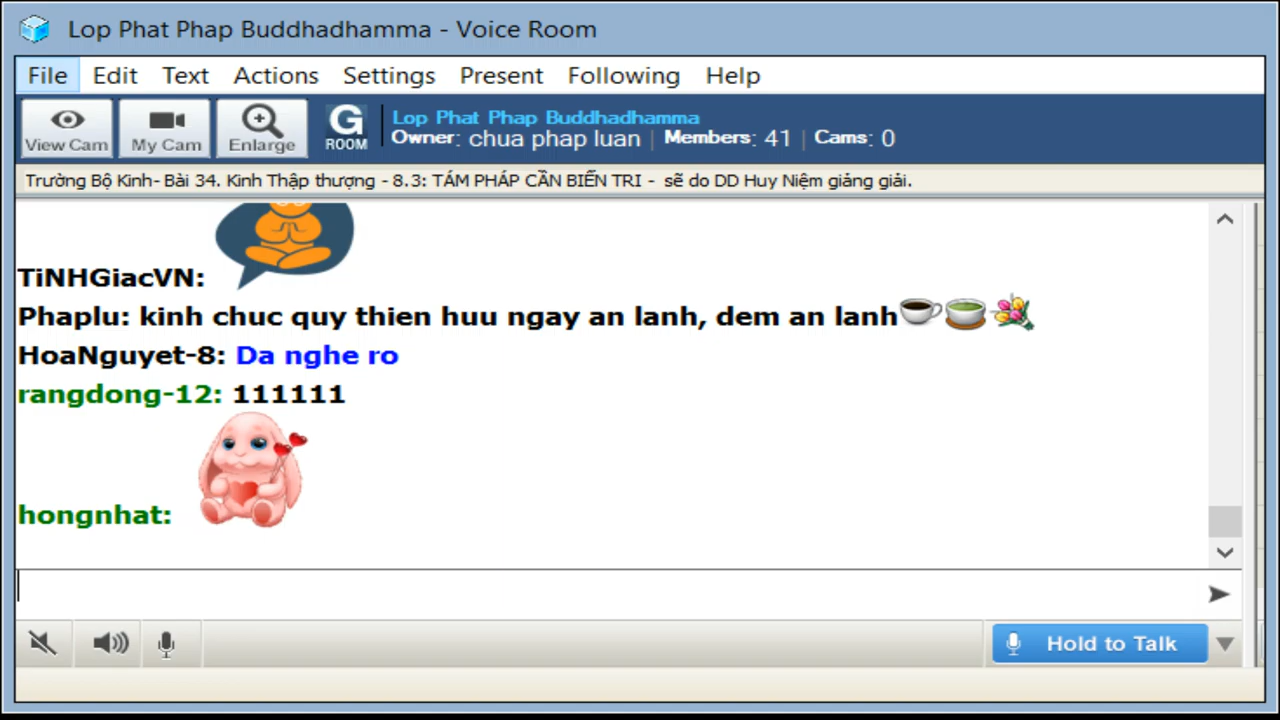 Lop Phat Phap Buddhadhamma - Voice Room
File Edit Text Actions Settings Present Following Help
View Cam My Cam Enlarge G ROOM
Lop Phat Phap Buddhadhamma
Owner: chua phap luan | Members: 41 | Cams: 0
Trường Bộ Kinh- Bài 34. Kinh Thập thượng - 8.3: TÁM PHÁP CẦN BIẾN TRI - sẽ do DD Huy Niệm giảng giải.
TiNHGiacVN:
Phaplu: kinh chuc quy thien huu ngay an lanh, dem an lanh
HoaNguyet-8: Da nghe ro
rangdong-12: 111111
hongnhat:
Hold to Talk